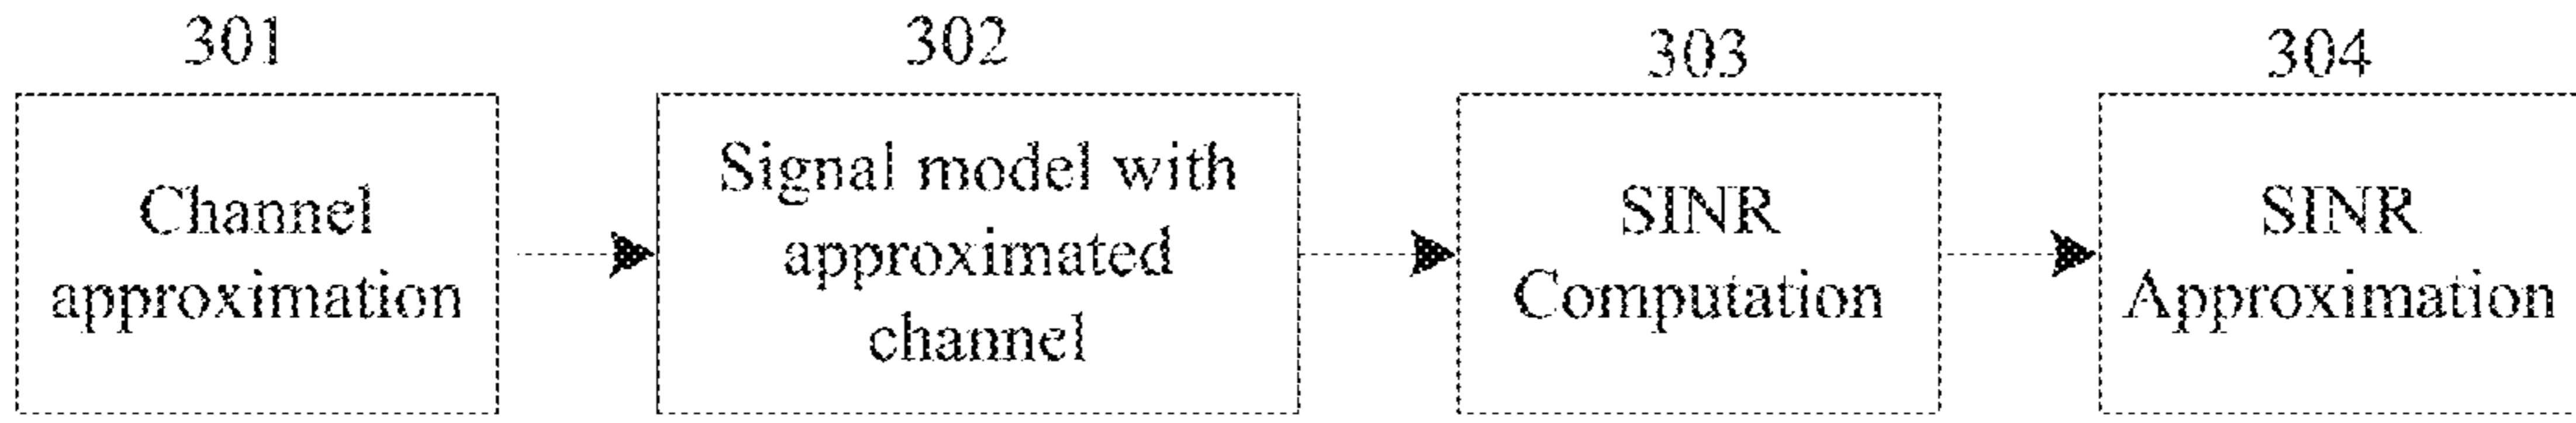 301
Channel
approximation
302
Signal model with
approximated
channel
303
SINR
Computation
304
SINR
Approximation